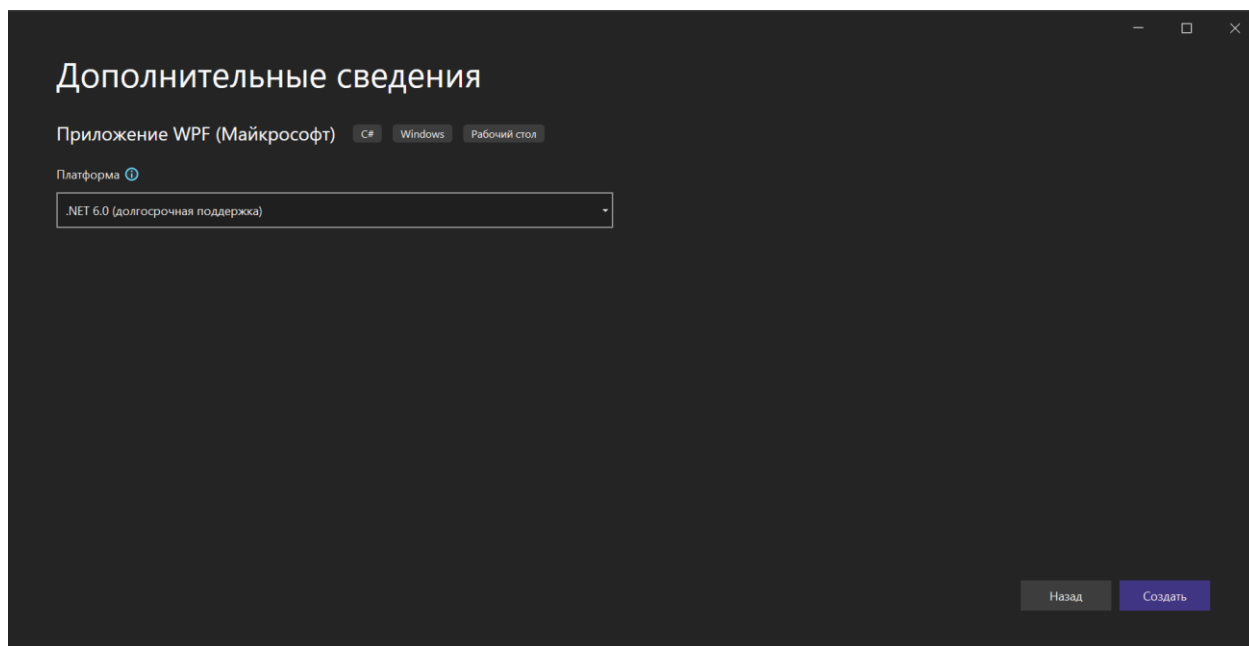 Дополнительные сведения
Приложение WPF (Майкрософт) C# Windows Рабочий стол
Платформа
.NET 6.0 (долгосрочная поддержка)
Назад Создать